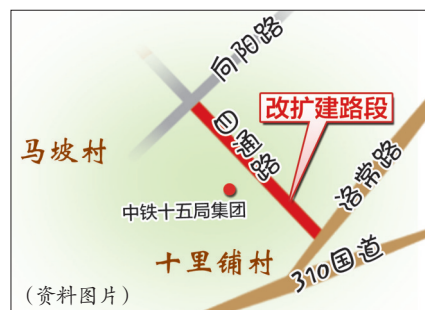 向阳路
改扩建路段
目通路
马坡村
洛常路
中铁十五局集团
十里铺村
310国道
（资料图片）